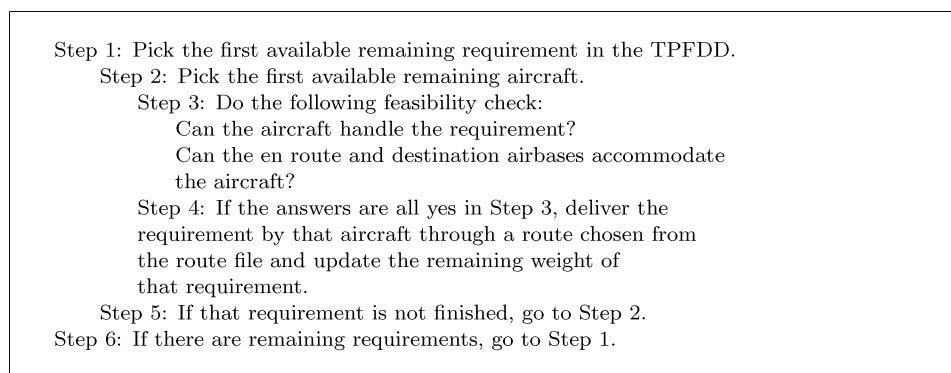 Step 1: Pick the first available remaining requirement in the TPFDD.
Step 2: Pick the first available remaining aircraft.
Step 3: Do the following feasibility check:
Can the aircraft handle the requirement?
Can the en route and destination airbases accommodate
the aircraft?
Step 4: If the answers are all yes in Step 3, deliver the
requirement by that aircraft through a route chosen from
the route file and update the remaining weight of
that requirement.
Step 5: If that requirement is not finished, go to Step 2.
Step 6: If there are remaining requirements, go to Step 1.